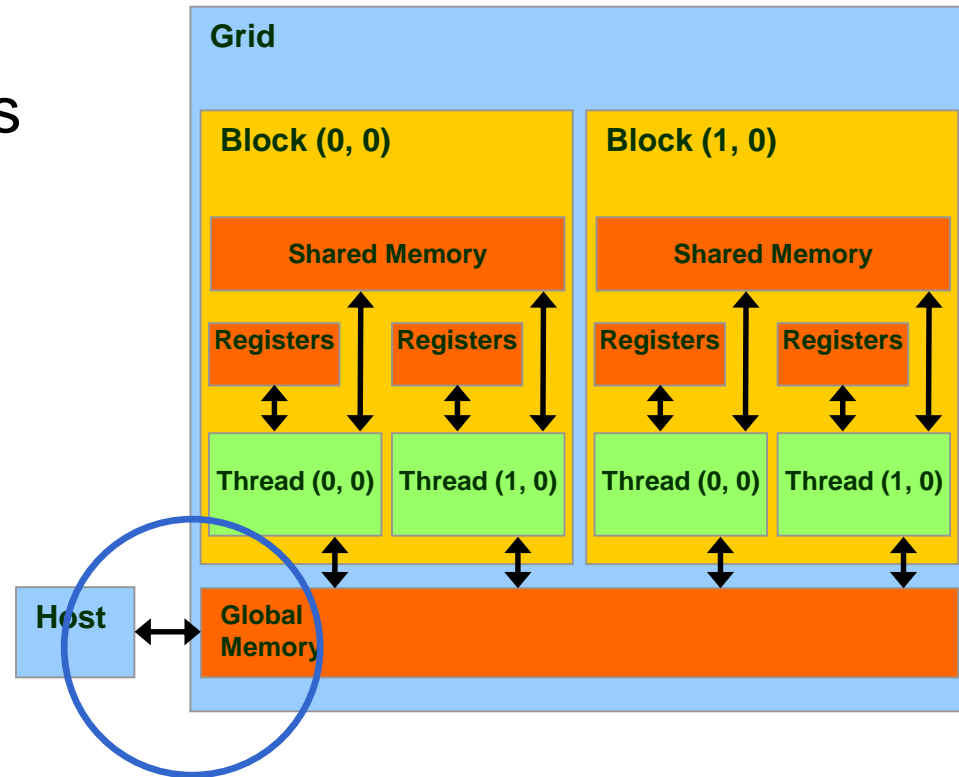 Grid
s
Block (0, 0)
Block (1, 0)
Shared Memory
Shared Memory
Registers
Registers
Registers
Registers
Thread (0, 0)
Thread (1, 0)
Thread (0, 0)
Thread (1, 0)
Host
Global
Memory